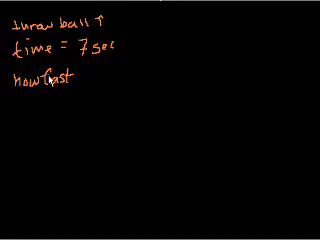 throw ball ↑
time = 7 sec
how fast